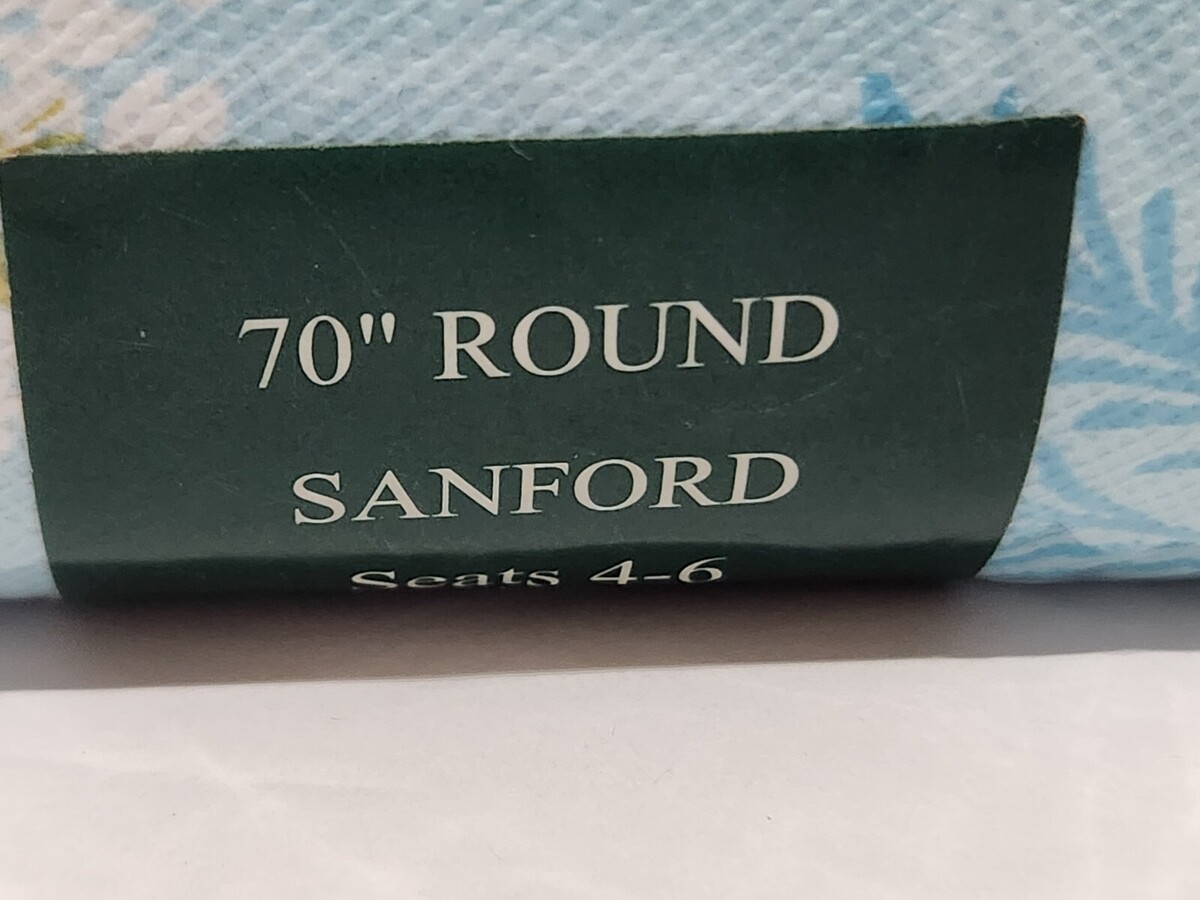 70" ROUND
SANFORD
Seats 4-6